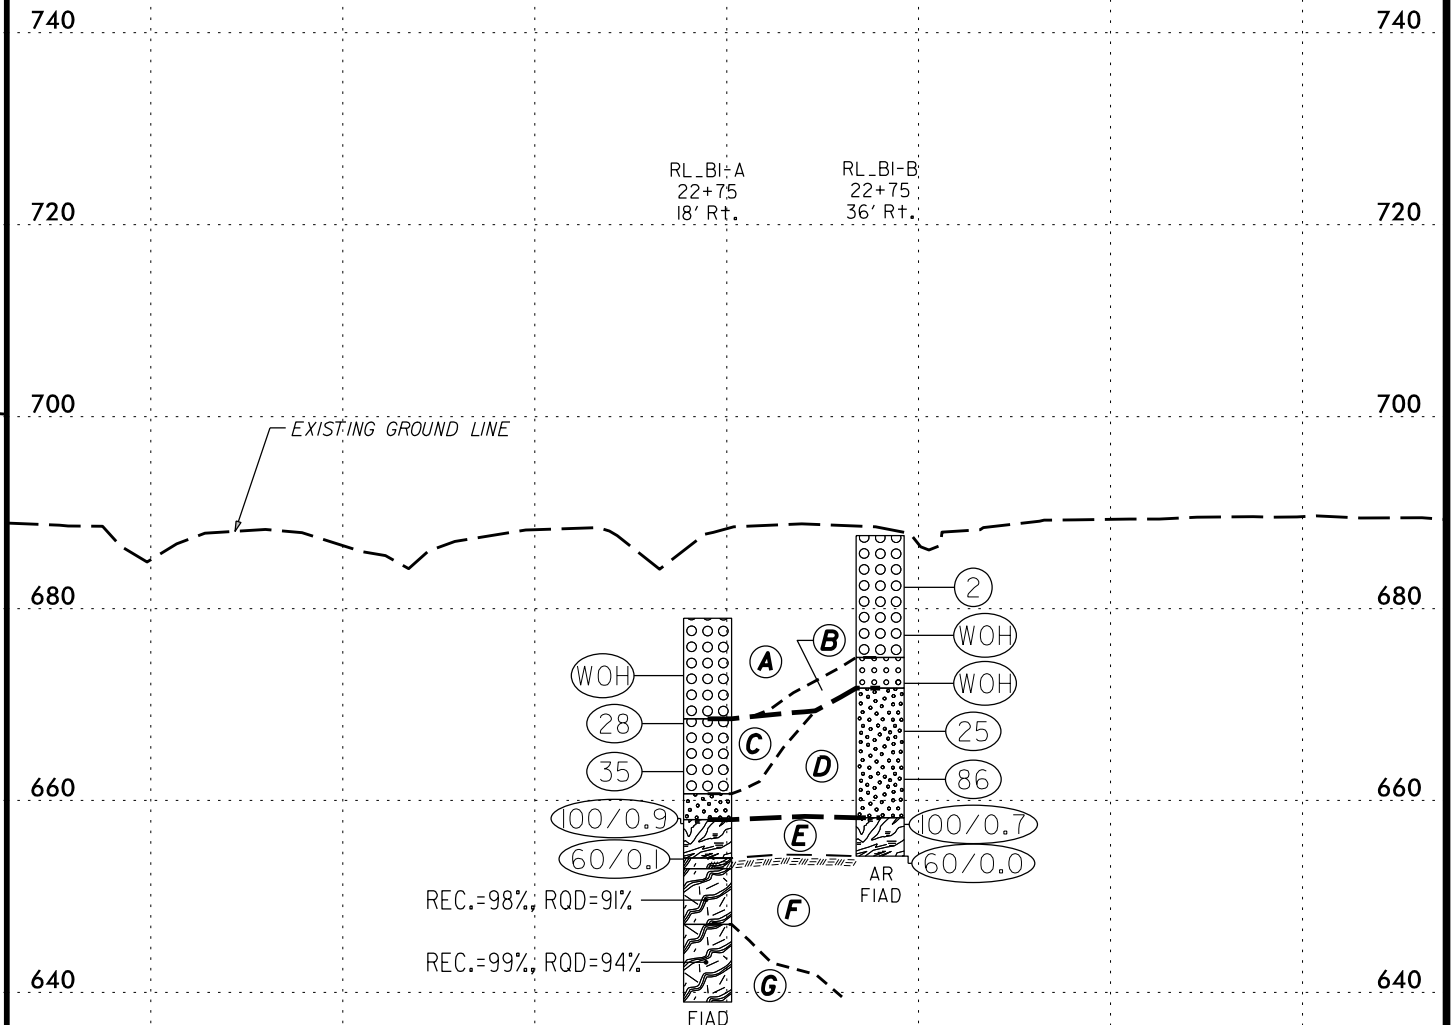 740 740
RL_BI-A RL_BI-B
22+75 22+75
18' Rt. 36' Rt.
720 720
700 700
EXISTING GROUND LINE
680 680
2
WOH
B
A
WOH WOH
28 25
C
35 D 86
660 660
100/0.9 100/0.7
E
60/0.1 60/0.0
AR
FIAD
REC.=98%, RQD=91%
F
REC.=99%, RQD=94%
640 640
G
FIAD